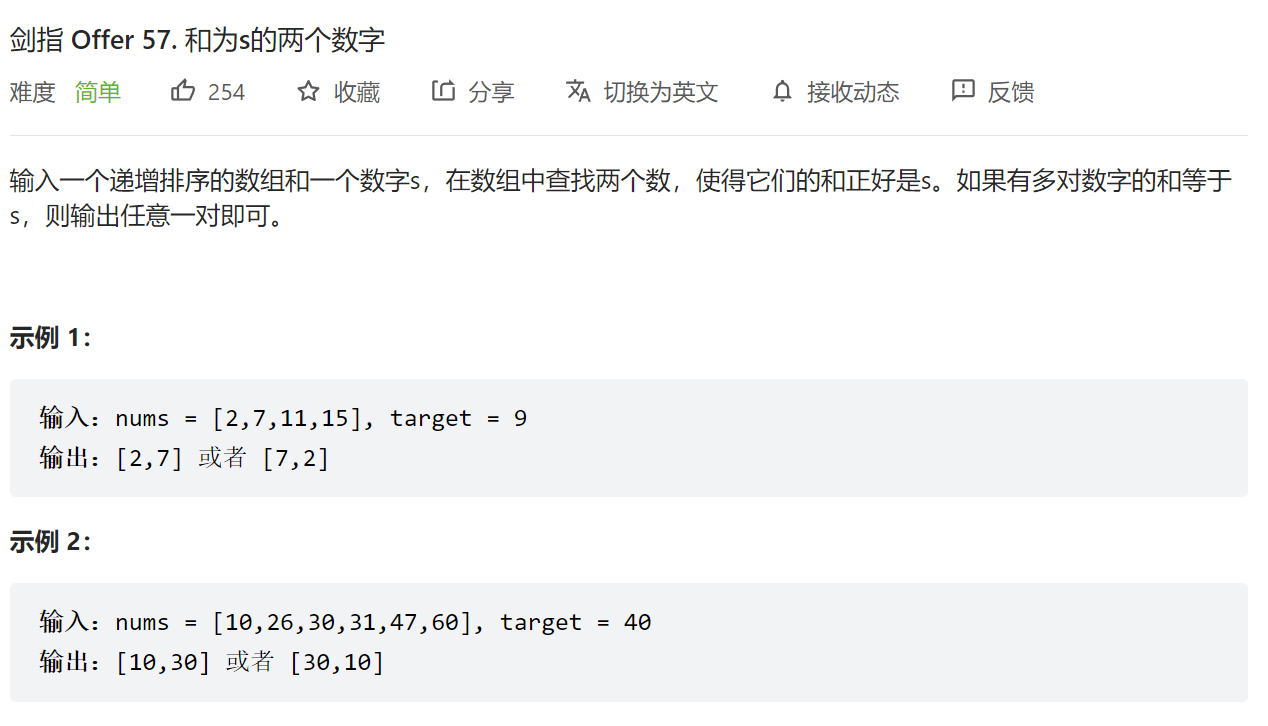 剑指 Offer 57. 和为s的两个数字
难度 简单 254 收藏 分享 切换为英文 接收动态 反馈
输入一个递增排序的数组和一个数字s，在数组中查找两个数，使得它们的和正好是s。如果有多对数字的和等于
s，则输出任意一对即可。
示例 1：
输入：nums = [2,7,11,15], target = 9
输出：[2,7] 或者 [7,2]
示例 2：
输入：nums = [10,26,30,31,47,60], target = 40
输出：[10,30] 或者 [30,10]